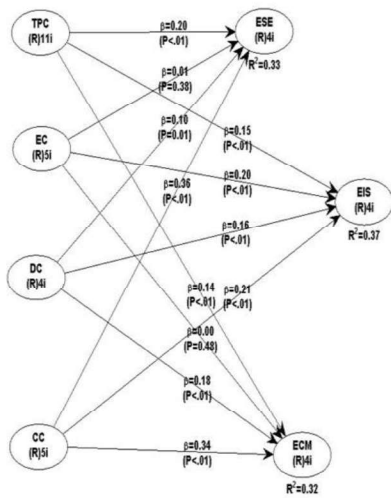 TPC
(R)11i
β=0.20
(P<.01)
ESE
(R)4i
R²=0.33
β=0.01
(P=0.38)
β=0.10
(P=0.01)
β=0.15
(P<.01)
EC
(R)5i
β=0.36
(P<.01)
β=0.20
(P<.01)
EIS
(R)4i
R²=0.37
β=0.16
(P<.01)
DC
(R)4i
β=0.14
(P<.01)
β=0.21
(P<.01)
β=0.00
(P=0.48)
β=0.18
(P<.01)
CC
(R)5i
β=0.34
(P<.01)
ECM
(R)4i
R²=0.32